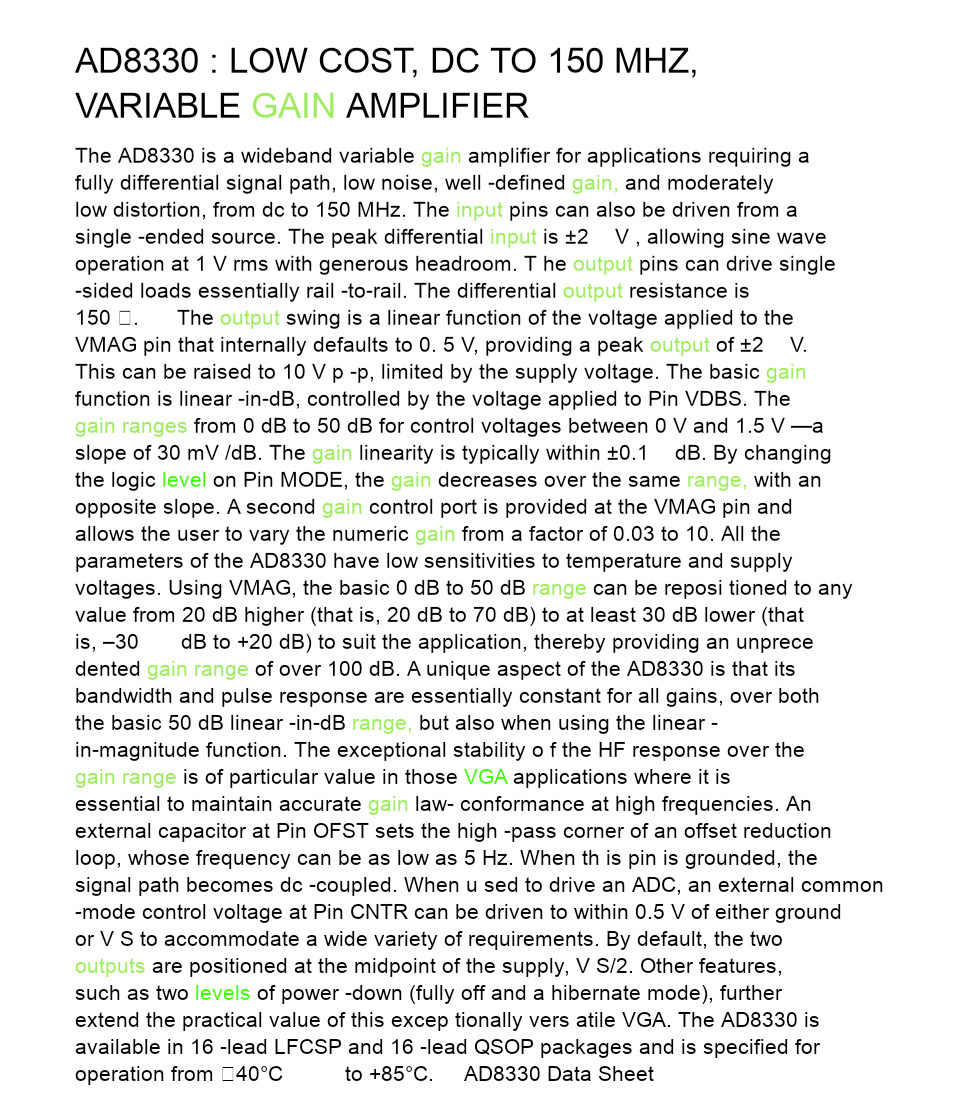 AD8330 : LOW COST, DC TO 150 MHZ,
VARIABLE GAIN AMPLIFIER
The AD8330 is a wideband variable gain amplifier for applications requiring a
fully differential signal path, low noise, well -defined gain, and moderately
low distortion, from dc to 150 MHz. The input pins can also be driven from a
single -ended source. The peak differential input is ±2 V , allowing sine wave
operation at 1 V rms with generous headroom. T he output pins can drive single
-sided loads essentially rail -to-rail. The differential output resistance is
150 □. The output swing is a linear function of the voltage applied to the
VMAG pin that internally defaults to 0. 5 V, providing a peak output of ±2 V.
This can be raised to 10 V p -p, limited by the supply voltage. The basic gain
function is linear -in-dB, controlled by the voltage applied to Pin VDBS. The
gain ranges from 0 dB to 50 dB for control voltages between 0 V and 1.5 V —a
slope of 30 mV /dB. The gain linearity is typically within ±0.1 dB. By changing
the logic level on Pin MODE, the gain decreases over the same range, with an
opposite slope. A second gain control port is provided at the VMAG pin and
allows the user to vary the numeric gain from a factor of 0.03 to 10. All the
parameters of the AD8330 have low sensitivities to temperature and supply
voltages. Using VMAG, the basic 0 dB to 50 dB range can be reposi tioned to any
value from 20 dB higher (that is, 20 dB to 70 dB) to at least 30 dB lower (that
is, –30 dB to +20 dB) to suit the application, thereby providing an unprece
dented gain range of over 100 dB. A unique aspect of the AD8330 is that its
bandwidth and pulse response are essentially constant for all gains, over both
the basic 50 dB linear -in-dB range, but also when using the linear -
in-magnitude function. The exceptional stability o f the HF response over the
gain range is of particular value in those VGA applications where it is
essential to maintain accurate gain law- conformance at high frequencies. An
external capacitor at Pin OFST sets the high -pass corner of an offset reduction
loop, whose frequency can be as low as 5 Hz. When th is pin is grounded, the
signal path becomes dc -coupled. When u sed to drive an ADC, an external common
-mode control voltage at Pin CNTR can be driven to within 0.5 V of either ground
or V S to accommodate a wide variety of requirements. By default, the two
outputs are positioned at the midpoint of the supply, V S/2. Other features,
such as two levels of power -down (fully off and a hibernate mode), further
extend the practical value of this excep tionally vers atile VGA. The AD8330 is
available in 16 -lead LFCSP and 16 -lead QSOP packages and is specified for
operation from □40°C to +85°C. AD8330 Data Sheet